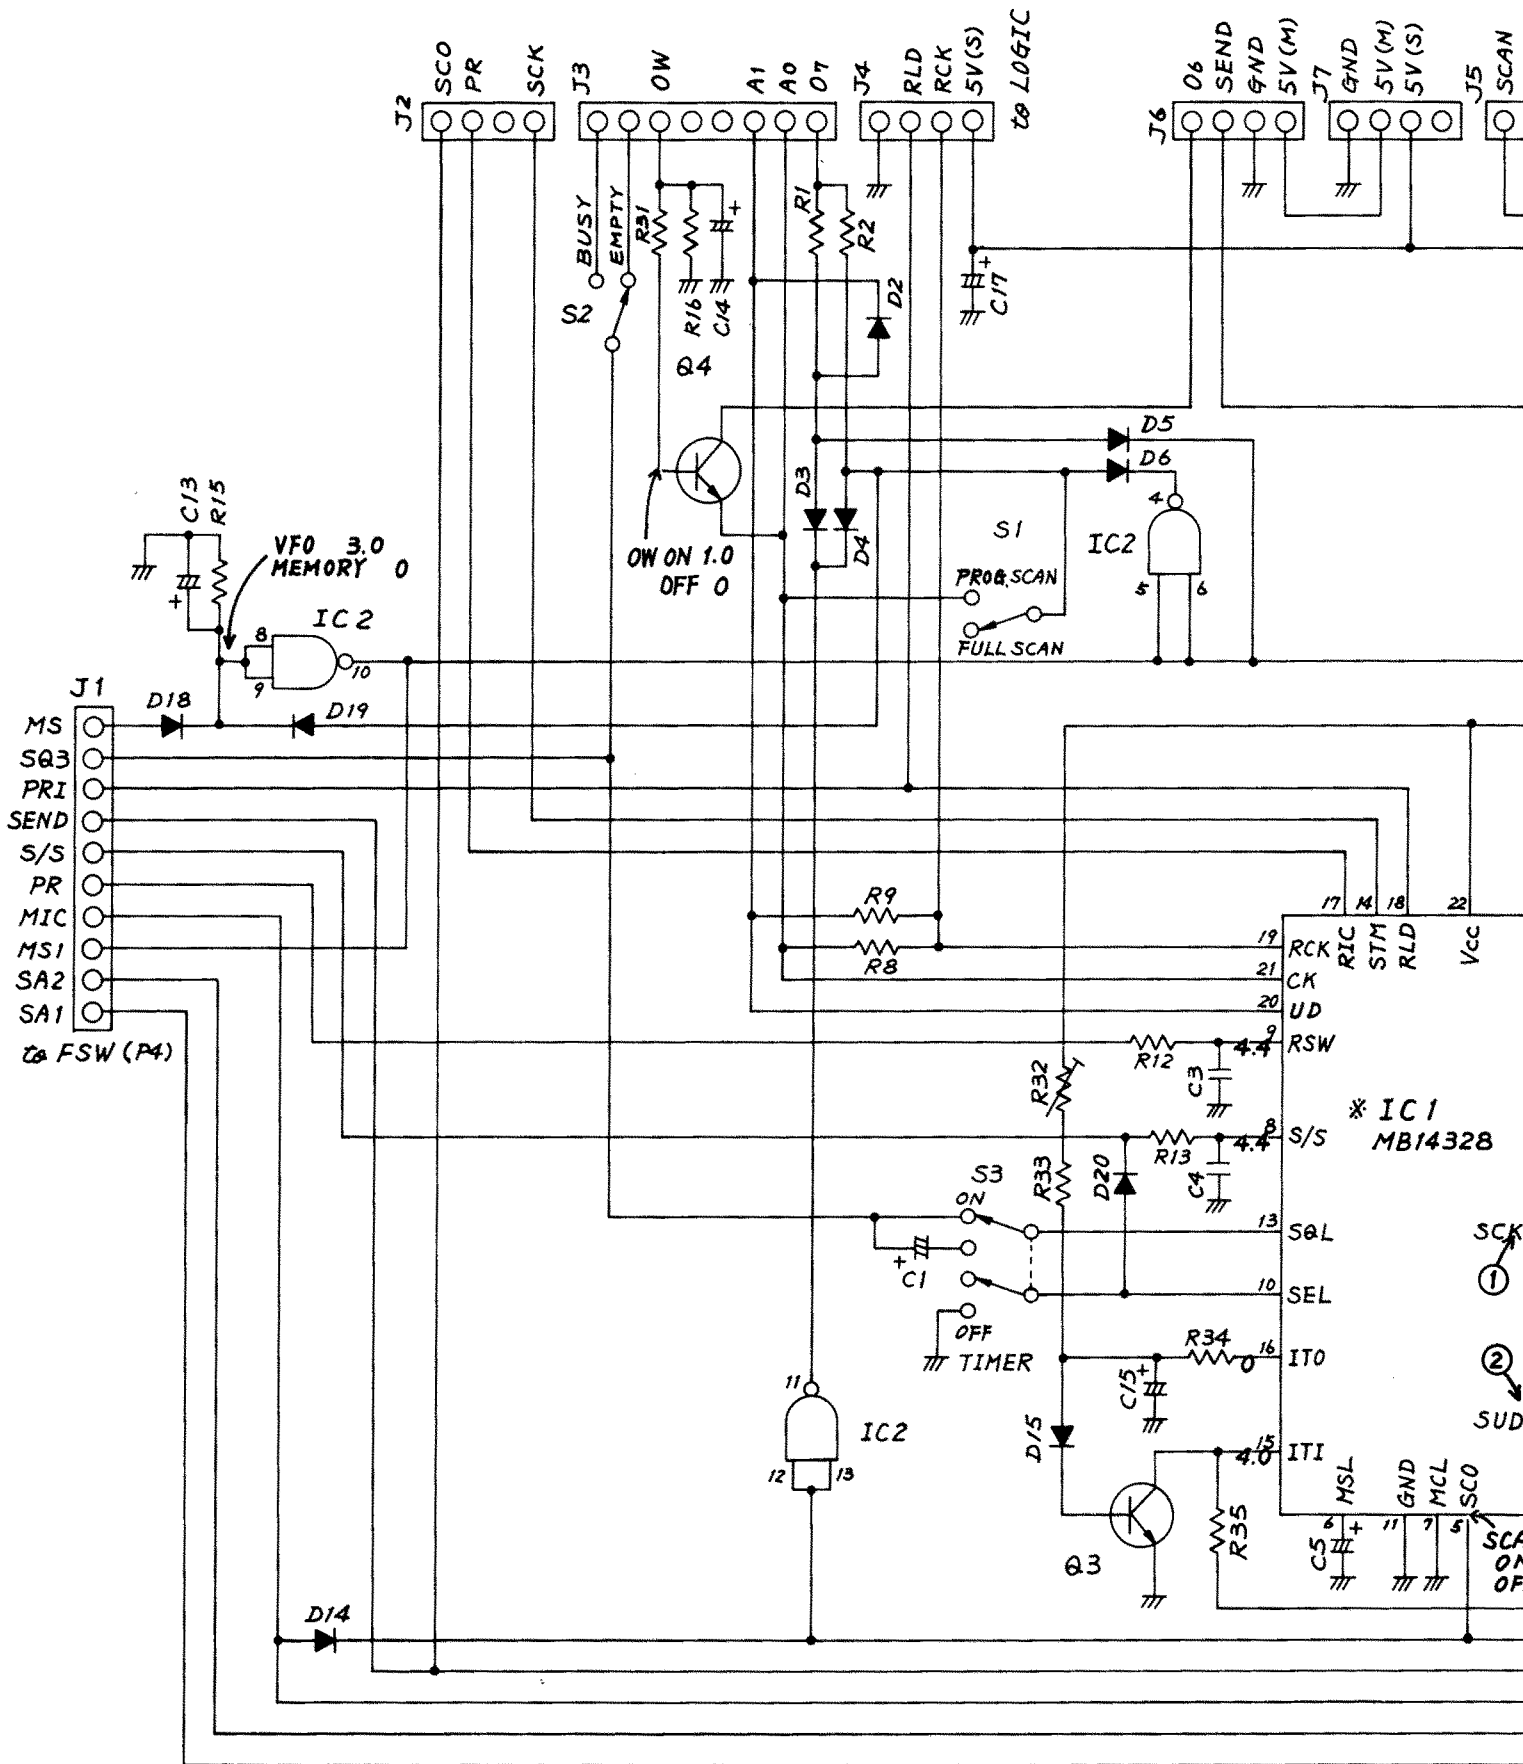 J2
SCO
PR
SCK
J3
OW
A1
A0
O7
J4
RLD
RCK
5V(S)
to LOGIC
J6
O6
SEND
GND
5V(M)
J7
GND
5V(M)
5V(S)
J5
SCAN
BUSY
EMPTY
R31
R16
C14
R1
R2
D2
C17
S2
Q4
D5
D6
C13
R15
VFO 3.0
MEMORY 0
OW ON 1.0
OFF 0
D3
D4
S1
PROG.SCAN
FULL SCAN
IC2
4
5
6
IC2
8
9
10
J1
D18
D19
MS
SQ3
PRI
SEND
S/S
PR
MIC
MS1
SA2
SA1
to FSW (P4)
R9
R8
17
14
18
22
RIC
STM
RLD
Vcc
19
RCK
21
CK
20
UD
9
4.4
RSW
R12
C3
R32
※ IC1
MB14328
8
4.4
S/S
R13
C4
R33
D20
S3
ON
13
SQL
C1
10
SEL
OFF
TIMER
R34
0
16
ITO
C15
SCK
1
2
SUD
11
IC2
12
13
D15
15
4.0
ITI
Q3
R35
MSL
GND
MCL
SCO
6
11
7
5
C5
D14